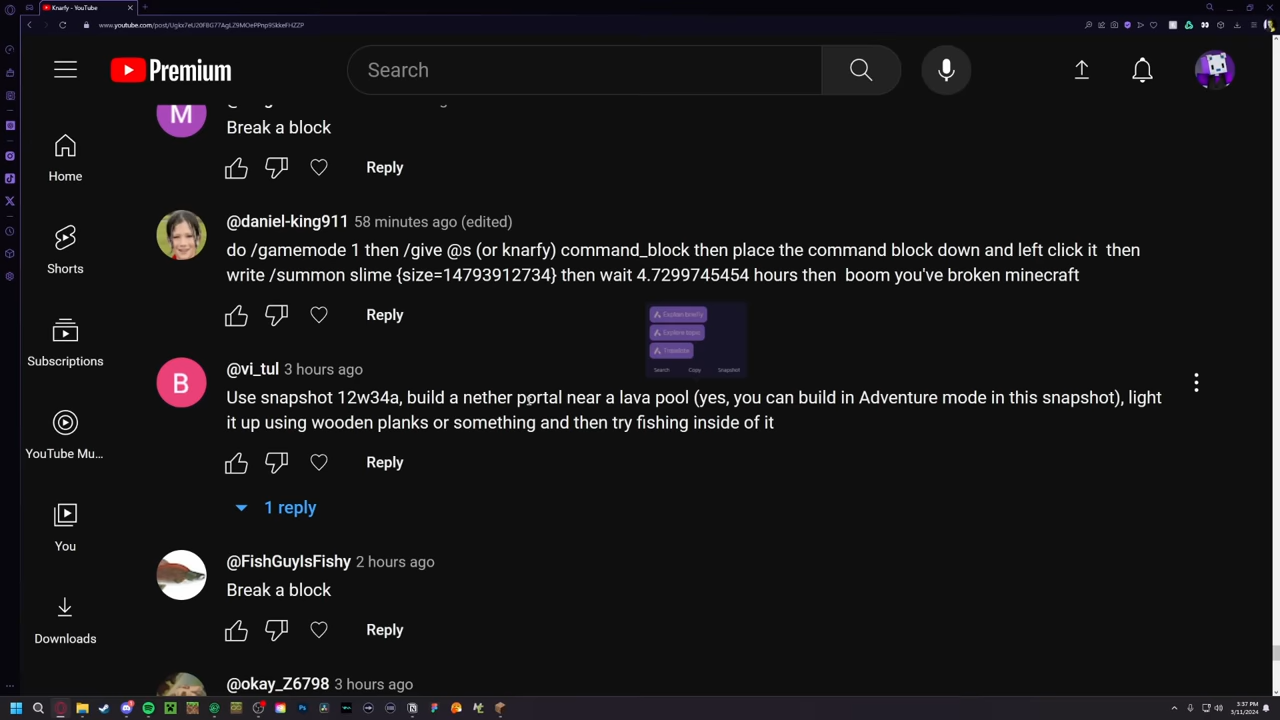 Knarfy - YouTube
www.youtube.com/post/
Premium
Search
Home
Shorts
Subscriptions
YouTube Mu...
You
Downloads
M
Break a block
Reply
@daniel-king911 58 minutes ago (edited)
do /gamemode 1 then /give @s (or knarfy) command_block then place the command block down and left click it then
write /summon slime {size=14793912734} then wait 4.7299745454 hours then boom you've broken minecraft
Reply
Explain briefly
Explore topic
Translate
Search Copy Snapshot
B
@vi_tul 3 hours ago
Use snapshot 12w34a, build a nether portal near a lava pool (yes, you can build in Adventure mode in this snapshot), light
it up using wooden planks or something and then try fishing inside of it
Reply
1 reply
@FishGuyIsFishy 2 hours ago
Break a block
Reply
@okay_Z6798 3 hours ago
3:37 PM
5/11/2024